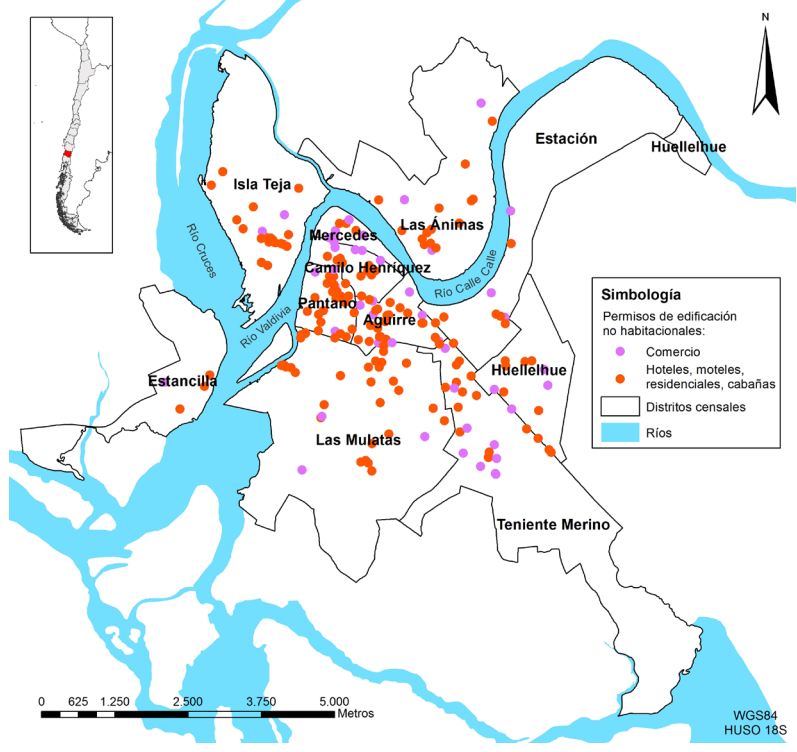 N
Estación
Huellelhue
Isla Teja
Las Ánimas
Mercedes
Río Cruces
Camilo Henríquez
Río Calle Calle
Pantano
Aguirre
Río Valdivia
Estancilla
Huellelhue
Las Mulatas
Teniente Merino
Simbología
Permisos de edificación
no habitacionales:
Comercio
Hoteles, moteles,
residenciales, cabañas
Distritos censales
Ríos
0 625 1.250 2.500 3.750 5.000
Metros
WGS84
HUSO 18S